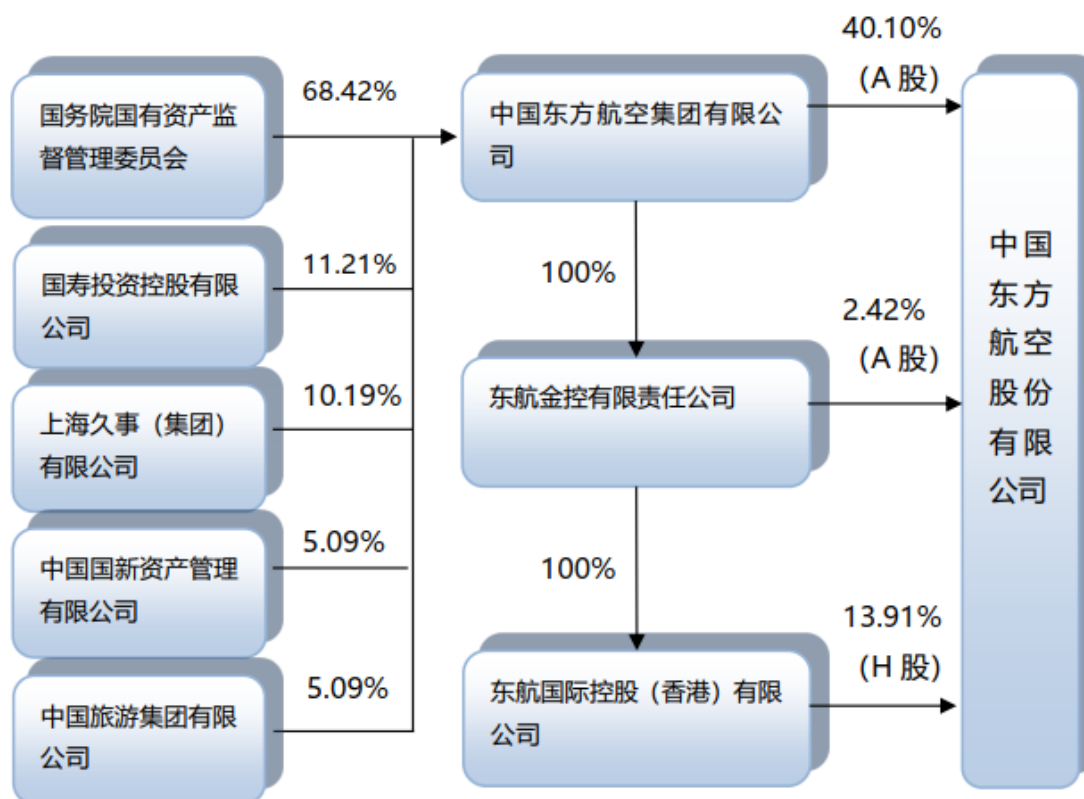 国务院国有资产监
督管理委员会
68.42%
国寿投资控股有限
公司
11.21%
上海久事（集团）
有限公司
10.19%
中国国新资产管理
有限公司
5.09%
中国旅游集团有限
公司
5.09%
中国东方航空集团有限公
司
100%
东航金控有限责任公司
100%
东航国际控股（香港）有限
公司
40.10%
(A 股)
2.42%
(A 股)
13.91%
(H 股)
中国
东方
航空
股份
有限
公司